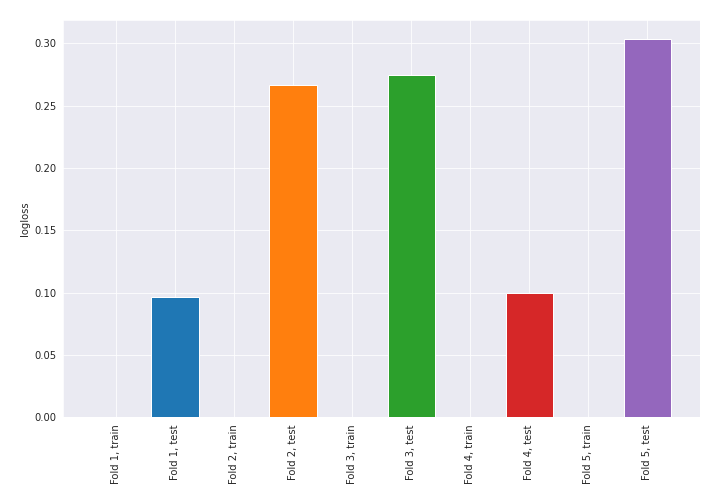 0.30
0.25
0.20
0.15
0.10
0.05
0.00
logloss
Fold 1, train
Fold 1, test
Fold 2, train
Fold 2, test
Fold 3, train
Fold 3, test
Fold 4, train
Fold 4, test
Fold 5, train
Fold 5, test